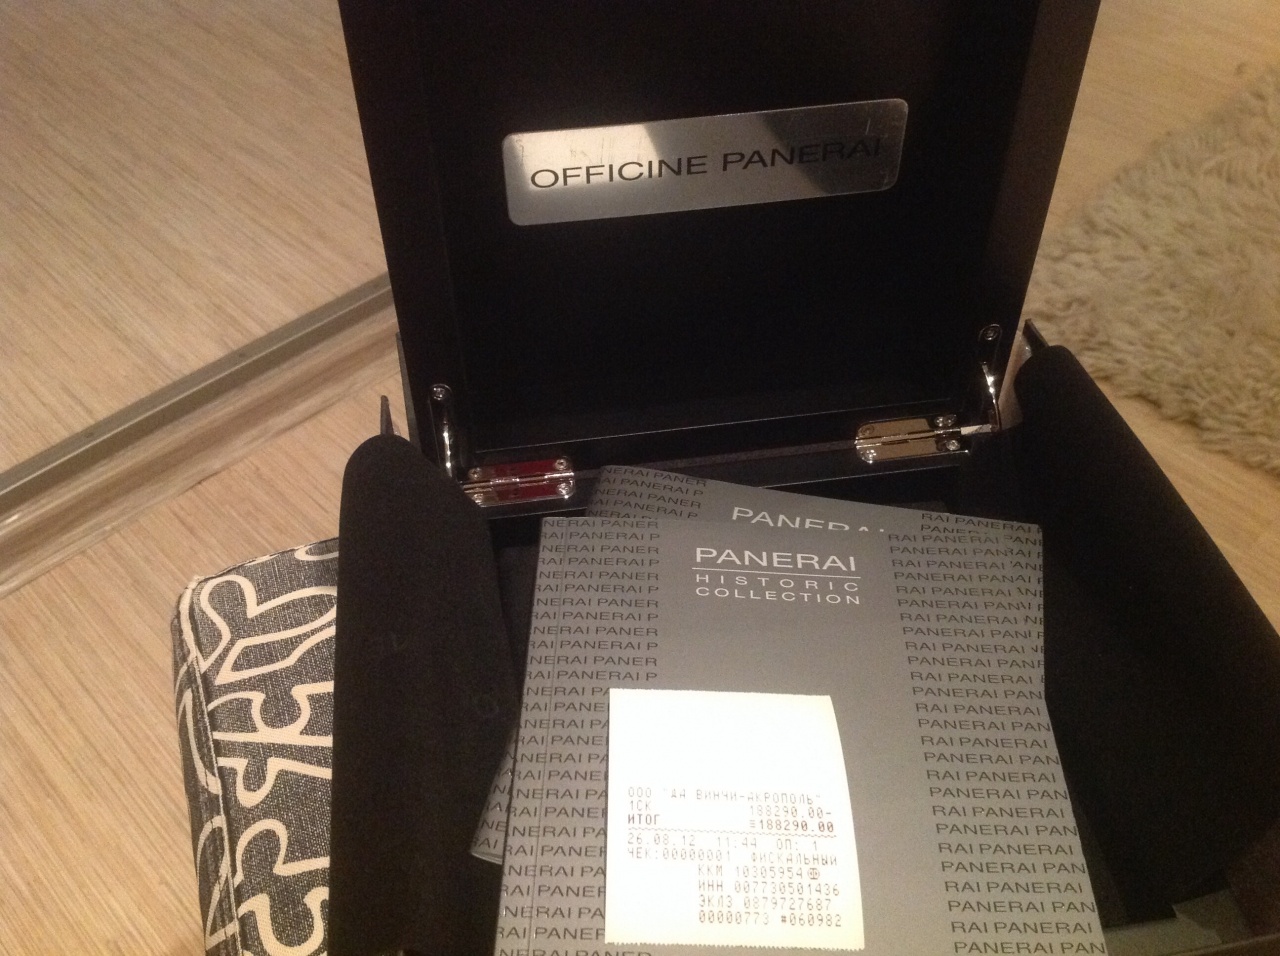 OFFICINE PANERAI
PANERAI
PANERAI
HISTORIC
COLLECTION
ООО "ДА ВИНЧИ-АКРОПОЛЬ"
1СК 188290.00-
ИТОГ ≡188290.00
26.08.12 11:44 ОП: 1
ЧЕК:00000001 ФИСКАЛЬНЫЙ
ККМ 10305954
ИНН 007730501436
ЭКЛЗ 0879727687
00000773 #060982